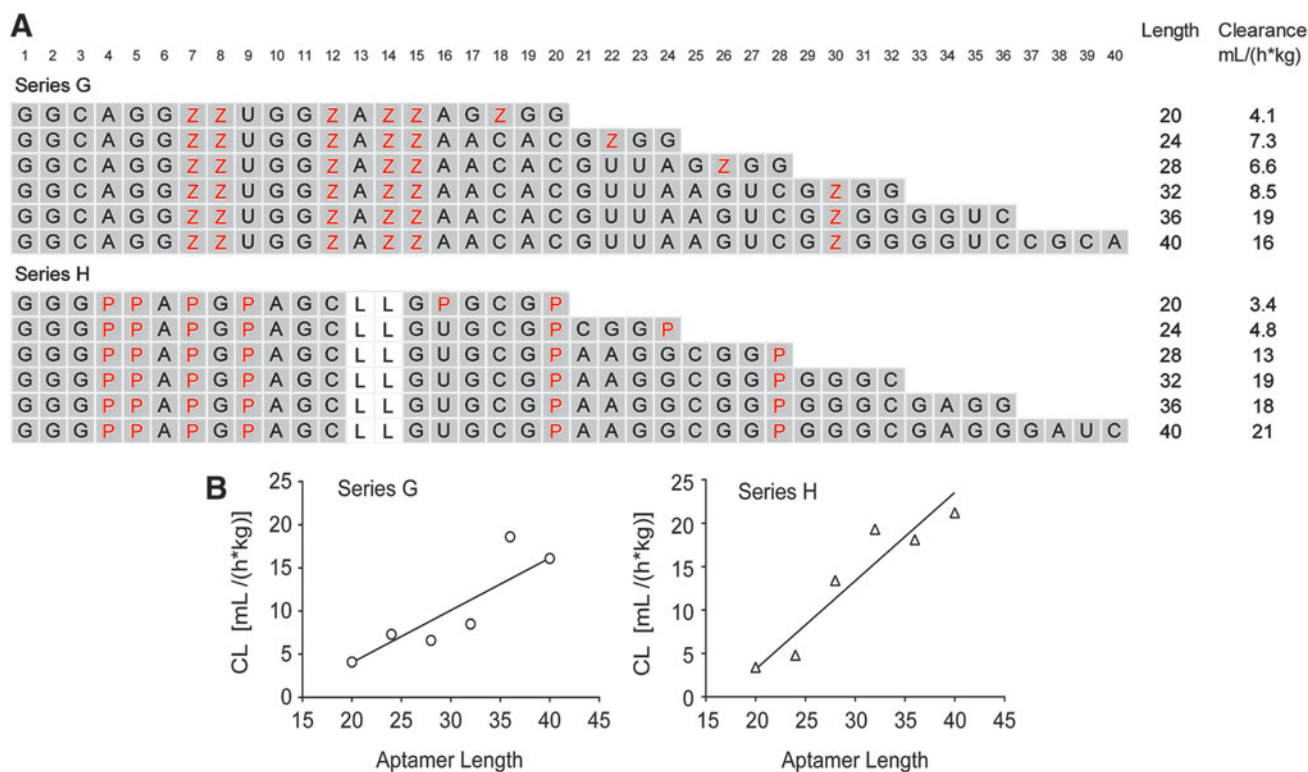 A
Length Clearance
1 2 3 4 5 6 7 8 9 10 11 12 13 14 15 16 17 18 19 20 21 22 23 24 25 26 27 28 29 30 31 32 33 34 35 36 37 38 39 40 mL/(h*kg)
Series G
G G C A G G Z Z U G G Z A Z Z A G Z G G 20 4.1
G G C A G G Z Z U G G Z A Z Z A A C A C G Z G G 24 7.3
G G C A G G Z Z U G G Z A Z Z A A C A C G U U A G Z G G 28 6.6
G G C A G G Z Z U G G Z A Z Z A A C A C G U U A A G U C G Z G G 32 8.5
G G C A G G Z Z U G G Z A Z Z A A C A C G U U A A G U C G Z G G G G U C 36 19
G G C A G G Z Z U G G Z A Z Z A A C A C G U U A A G U C G Z G G G G U C C G C A 40 16
Series H
G G G P P A P G P A G C L L G P G C G P 20 3.4
G G G P P A P G P A G C L L G U G C G P C G G P 24 4.8
G G G P P A P G P A G C L L G U G C G P A A G G C G G P 28 13
G G G P P A P G P A G C L L G U G C G P A A G G C G G P G G G C 32 19
G G G P P A P G P A G C L L G U G C G P A A G G C G G P G G G C G A G G 36 18
G G G P P A P G P A G C L L G U G C G P A A G G C G G P G G G C G A G G G A U C 40 21
B
Series G
CL [mL /(h*kg)]
25
20
15
10
5
0
15 20 25 30 35 40 45
Aptamer Length
Series H
CL [mL /(h*kg)]
25
20
15
10
5
0
15 20 25 30 35 40 45
Aptamer Length